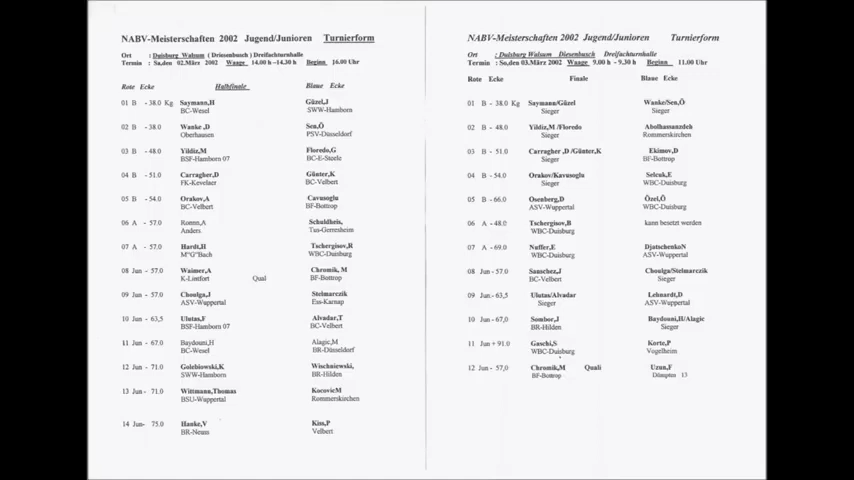 NABV-Meisterschaften 2002 Jugend/Junioren Turnierform
Ort : Duisburg Walsum ( Driesenbusch ) Dreifachturnhalle
Termin : Sa,den 02.März 2002 Waage 14.00 h -14.30 h Beginn 16.00 Uhr
Rote Ecke Halbfinale Blaue Ecke
01 B - 38.0 Kg Saymann,H Güzel,J
BC-Wesel SWW-Hamborn
02 B - 38.0 Wanke ,D Sen,Ö
Oberhausen PSV-Düsseldorf
03 B - 48.0 Yildiz,M Floredo,G
BSF-Hamborn 07 BC-E-Steele
04 B - 51.0 Carragher,D Günter,K
FK-Kevelaer BC-Velbert
05 B - 54.0 Orakov,A Cavusoglu
BC-Velbert BF-Bottrop
06 A - 57.0 Schuldheis,
Anders Tus-Gerresheim
07 A - 57.0 Hardt,H Tschergisov,R
M"G"Bach WBC-Duisburg
08 Jun - 57.0 Waimer,A Chromik, M
K-Lintfort Qual BF-Bottrop
09 Jun - 57.0 Choulga,J Stelmarczik
ASV-Wuppertal Ess-Karnap
10 Jun - 63,5 Ulutas,F Alvadar,T
BSF-Hamborn 07 BC-Velbert
11 Jun - 67.0 Baydouni,H Alagic,M
BC-Wesel BR-Düsseldorf
12 Jun - 71.0 Golebiowski,K Wischniewski,
SWW-Hamborn BR-Hilden
13 Jun - 71.0 Wittmann,Thomas KocovicM
BSU-Wuppertal Rommerskirchen
14 Jun- 75.0 Hanke,V Kiss,P
BR-Neuss Velbert
NABV-Meisterschaften 2002 Jugend/Junioren Turnierform
Ort : Duisburg Walsum Diesenbusch Dreifachturnhalle
Termin : So,den 03.März 2002 Waage 9.00 h - 9.30 h Beginn 11.00 Uhr
Rote Ecke Finale Blaue Ecke
01 B - 38.0 Kg Saymann/Güzel Wanke/Sen,Ö
Sieger Sieger
02 B - 48.0 Yildiz,M /Floredo Abolhassanzdeh
Sieger Rommerskirchen
03 B - 51.0 Carragher ,D /Günter,K Ekimov,D
Sieger BF-Bottrop
04 B - 54.0 Orakov/Kavusoglu Selcuk,E
Sieger WBC-Duisburg
05 B - 66.0 Osenberg,D Özel,Ö
ASV-Wuppertal WBC-Duisburg
06 A - 48.0 Tschergisov,B kann besetzt werden
WBC-Duisburg
07 A - 69.0 Nuffer,E DjatschenkoN
WBC-Duisburg ASV-Wuppertal
08 Jun - 57.0 Sanschez,J Choulga/Stelmarczik
BC-Velbert Sieger
09 Jun - 63,5 Ulutas/Alvadar Lehnardt,D
Sieger ASV-Wuppertal
10 Jun - 67,0 Sombor,J Baydouni,H/Alagic
BR-Hilden Sieger
11 Jun + 91.0 Gaschi,S Korte,P
WBC-Duisburg Vogelheim
12 Jun - 57,0 Chromik,M Quali Uzun,F
BF-Bottrop 13